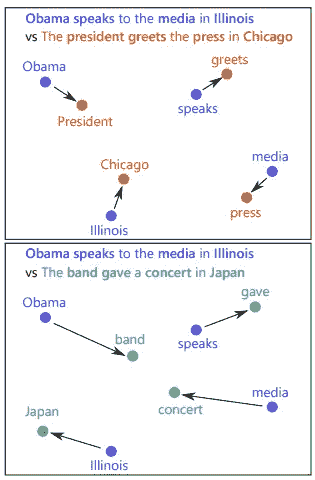 Obama speaks to the media in Illinois
vs The president greets the press in Chicago
Obama
greets
President
speaks
Chicago
media
press
Illinois
Obama speaks to the media in Illinois
vs The band gave a concert in Japan
Obama
gave
band
speaks
Japan
concert
media
Illinois